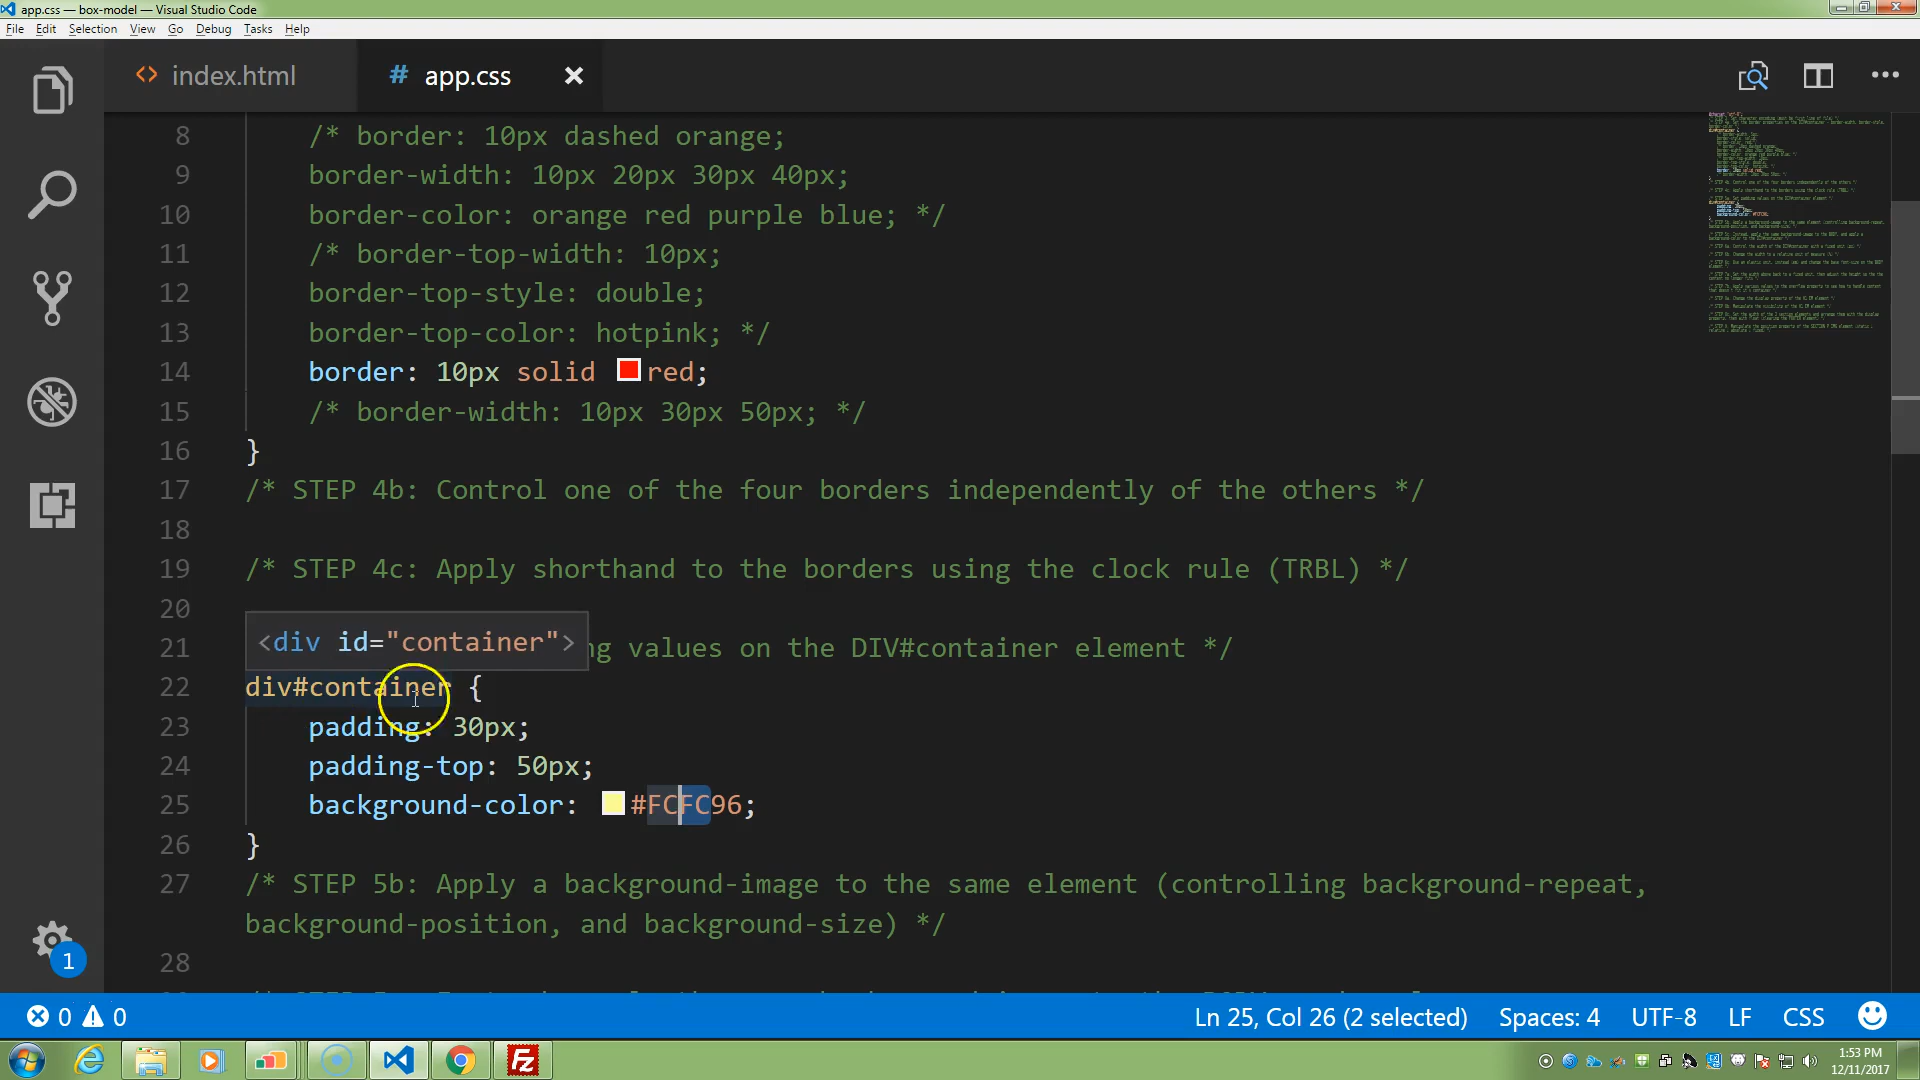 app.css — box-model — Visual Studio Code
File Edit Selection View Go Debug Tasks Help
index.html
# app.css
8 /* border: 10px dashed orange;
9 border-width: 10px 20px 30px 40px;
10 border-color: orange red purple blue; */
11 /* border-top-width: 10px;
12 border-top-style: double;
13 border-top-color: hotpink; */
14 border: 10px solid red;
15 /* border-width: 10px 30px 50px; */
16 }
17 /* STEP 4b: Control one of the four borders independently of the others */
18
19 /* STEP 4c: Apply shorthand to the borders using the clock rule (TRBL) */
20
<div id="container">
21 ng values on the DIV#container element */
22 div#container {
23 padding: 30px;
24 padding-top: 50px;
25 background-color: #FCFC96;
26 }
27 /* STEP 5b: Apply a background-image to the same element (controlling background-repeat,
background-position, and background-size) */
28
1
0 0 Ln 25, Col 26 (2 selected) Spaces: 4 UTF-8 LF CSS
1:53 PM
12/11/2017